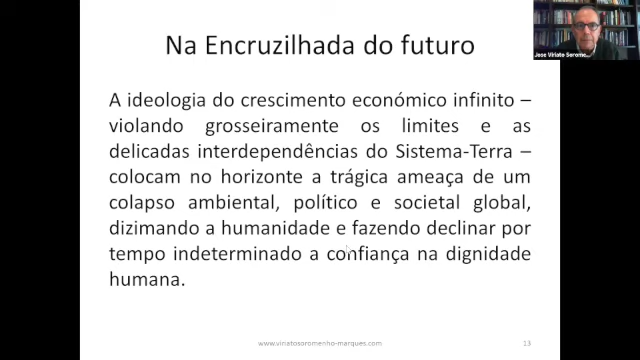 Na Encruzilhada do futuro
Jose Viriato Sorome...
A ideologia do crescimento económico infinito –
violando grosseiramente os limites e as
delicadas interdependências do Sistema-Terra –
colocam no horizonte a trágica ameaça de um
colapso ambiental, político e societal global,
dizimando a humanidade e fazendo declinar por
tempo indeterminado a confiança na dignidade
humana.
www.viriatosoromenho-marques.com
13